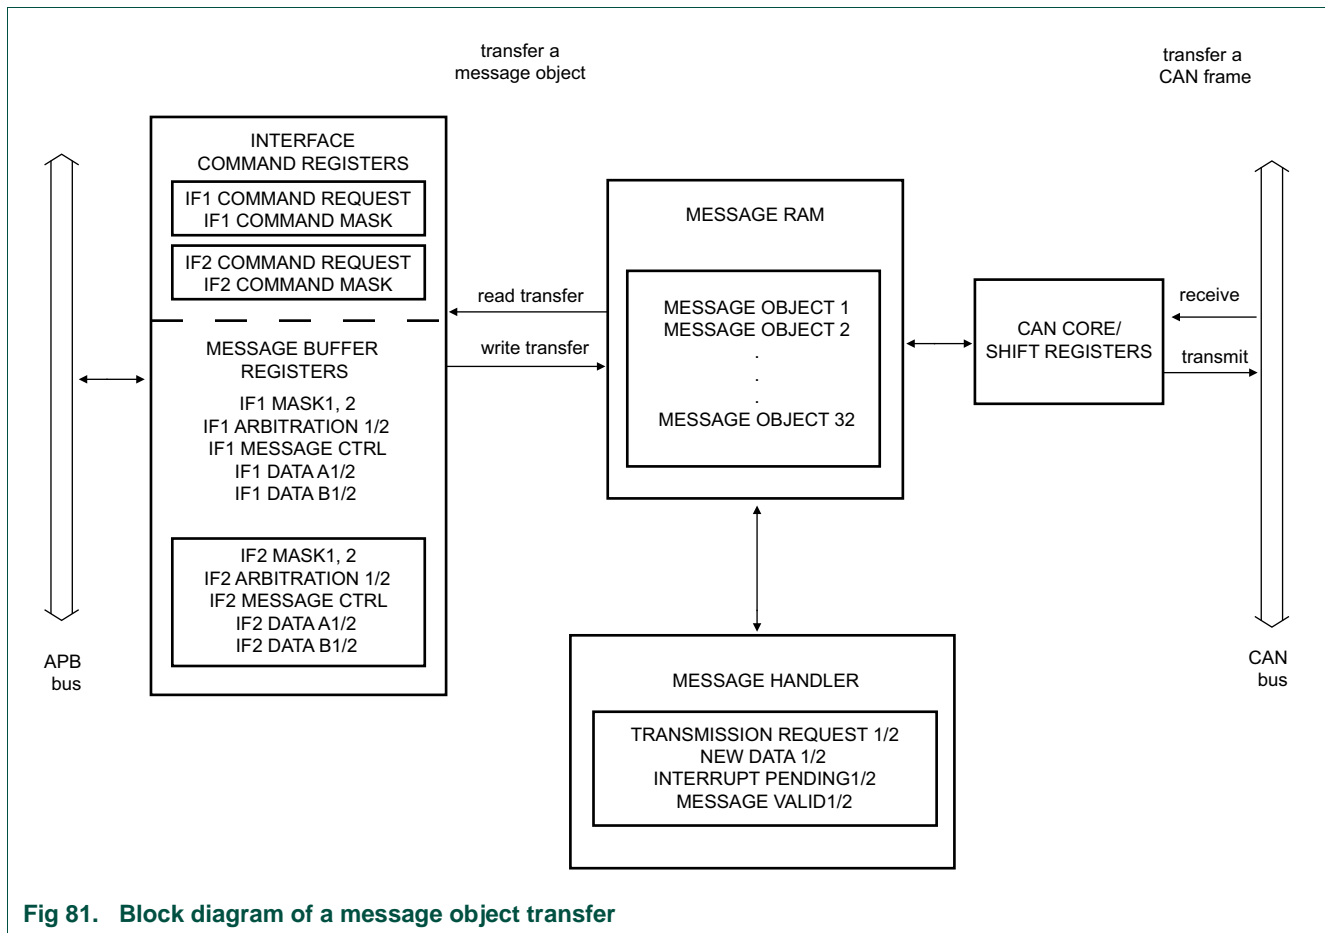 transfer a
message object
transfer a
CAN frame
INTERFACE
COMMAND REGISTERS
IF1 COMMAND REQUEST
IF1 COMMAND MASK
IF2 COMMAND REQUEST
IF2 COMMAND MASK
MESSAGE BUFFER
REGISTERS
IF1 MASK1, 2
IF1 ARBITRATION 1/2
IF1 MESSAGE CTRL
IF1 DATA A1/2
IF1 DATA B1/2
IF2 MASK1, 2
IF2 ARBITRATION 1/2
IF2 MESSAGE CTRL
IF2 DATA A1/2
IF2 DATA B1/2
APB
bus
read transfer
write transfer
MESSAGE RAM
MESSAGE OBJECT 1
MESSAGE OBJECT 2
.
.
.
MESSAGE OBJECT 32
CAN CORE/
SHIFT REGISTERS
receive
transmit
CAN
bus
MESSAGE HANDLER
TRANSMISSION REQUEST 1/2
NEW DATA 1/2
INTERRUPT PENDING1/2
MESSAGE VALID1/2
Fig 81. Block diagram of a message object transfer